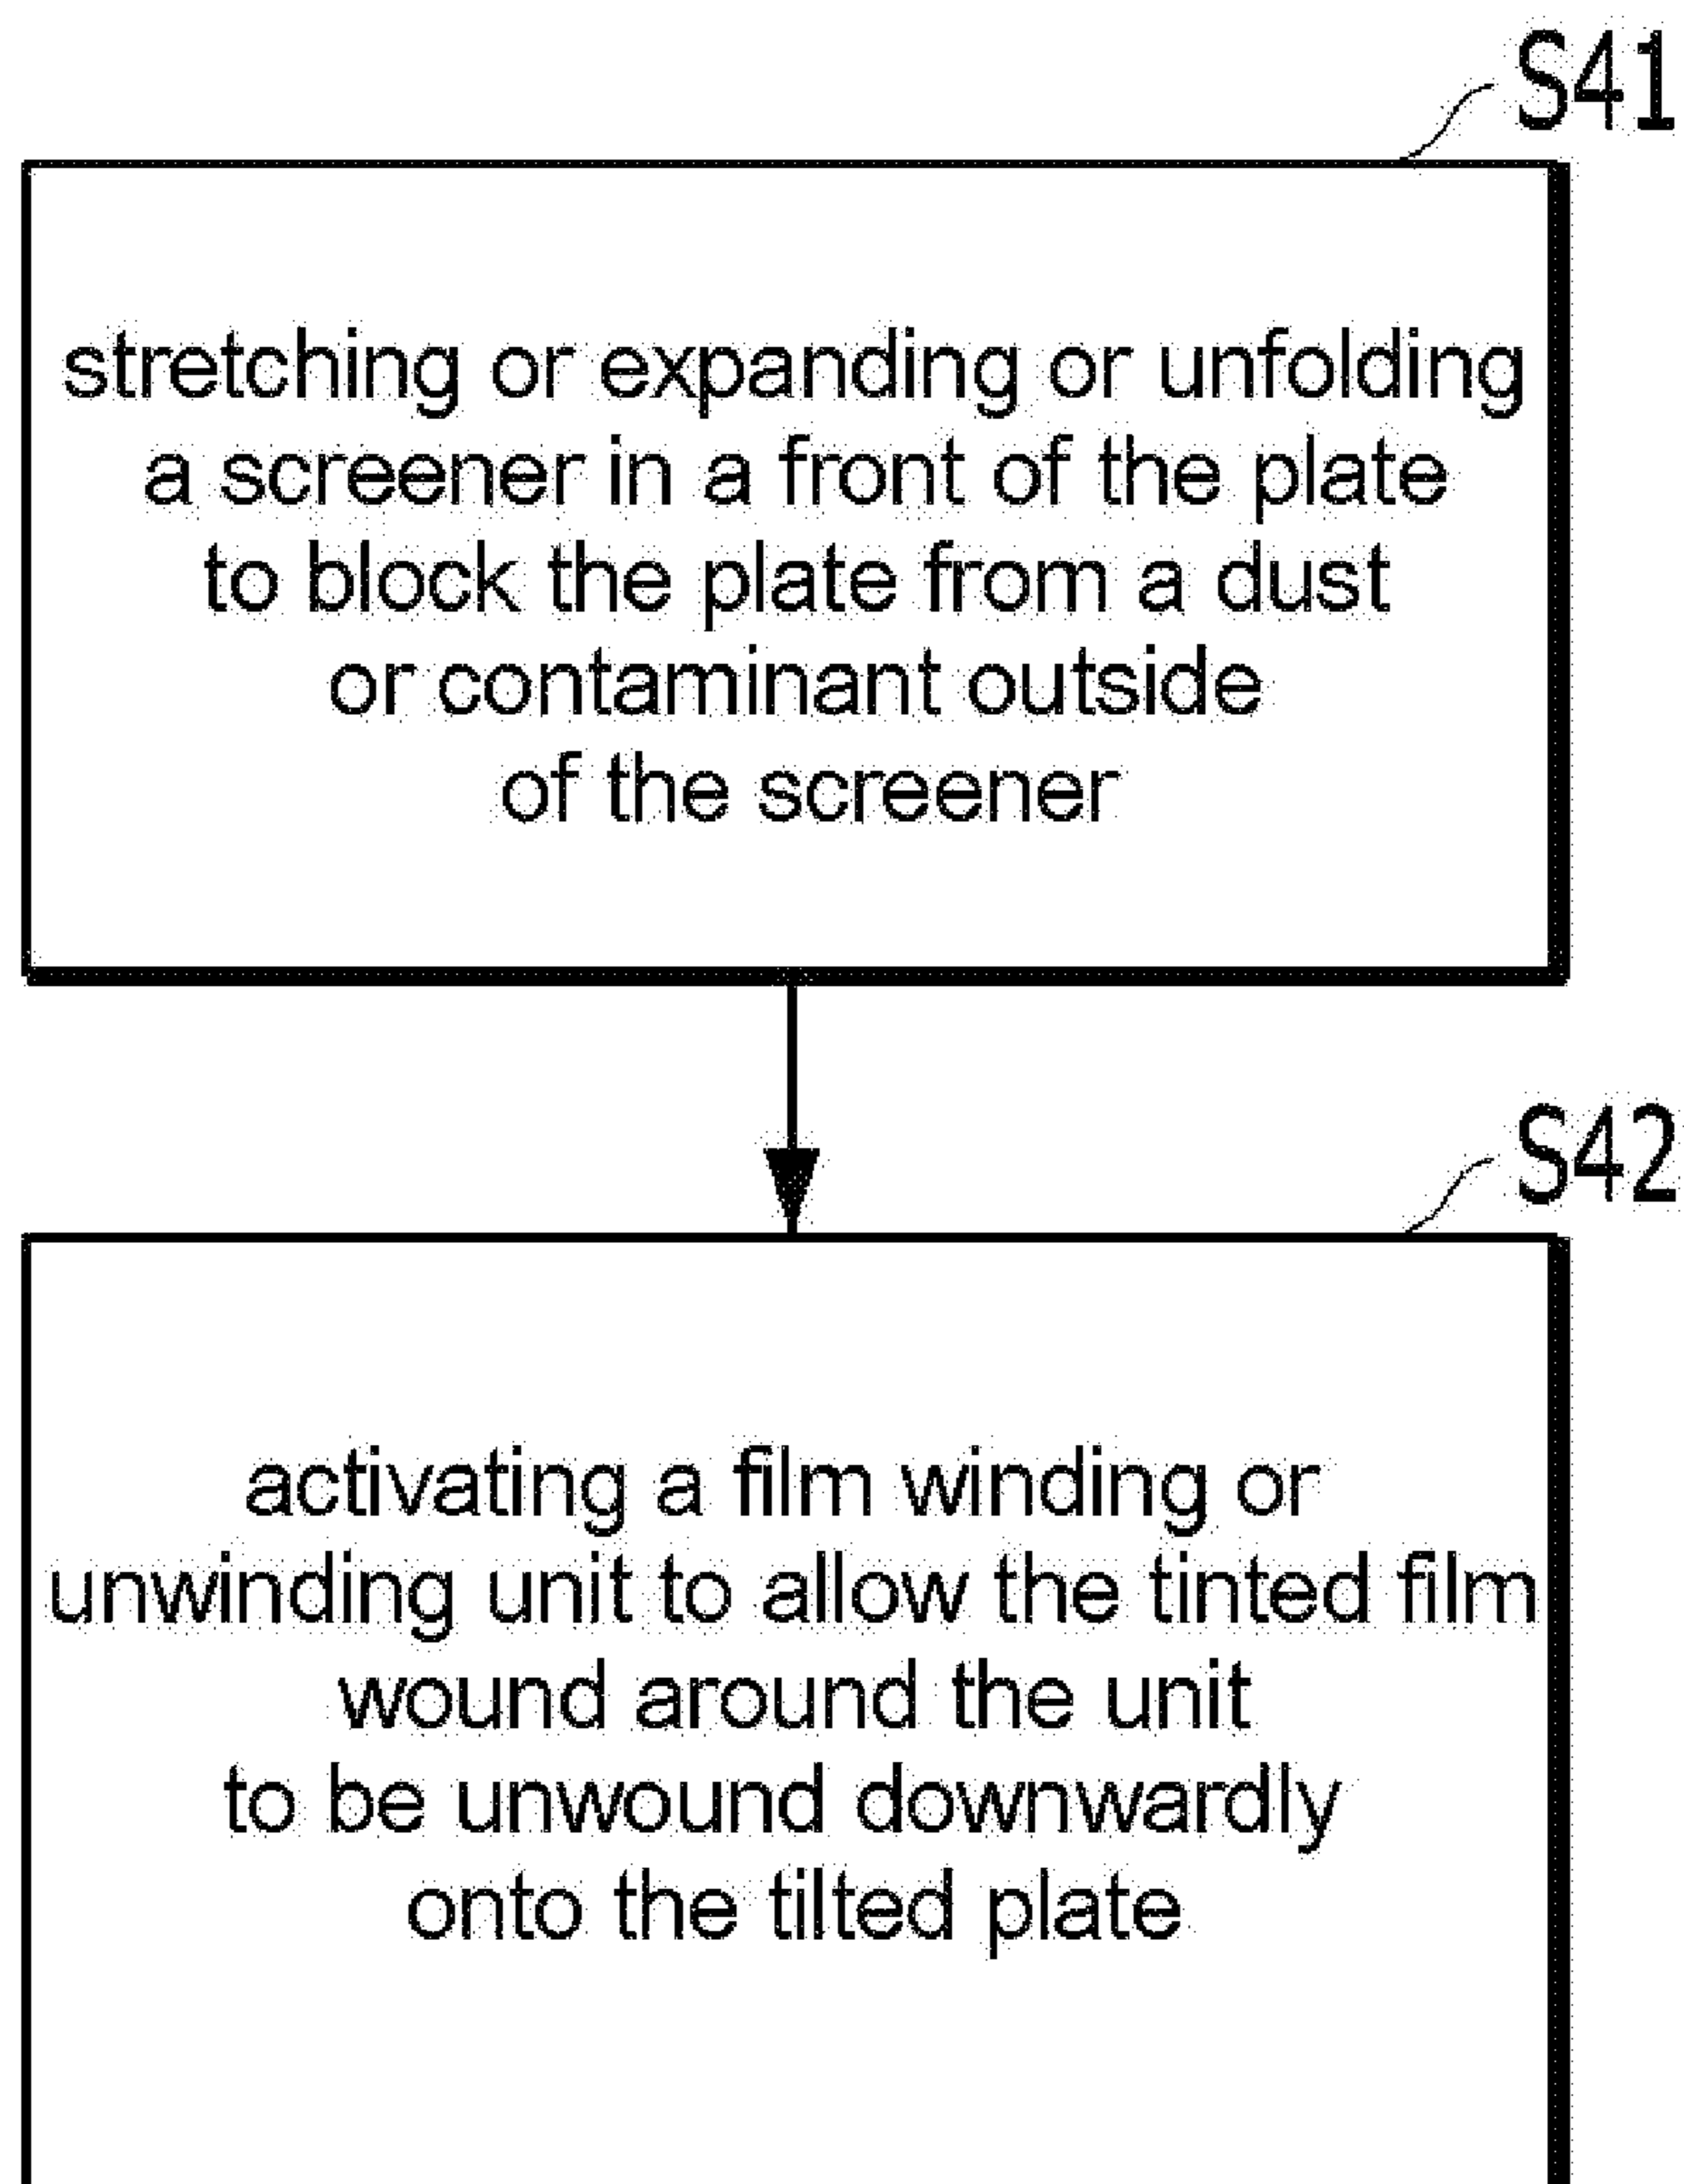 S41
stretching or expanding or unfolding
a screener in a front of the plate
to block the plate from a dust
or contaminant outside
of the screener
S42
activating a film winding or
unwinding unit to allow the tinted film
wound around the unit
to be unwound downwardly
onto the tilted plate